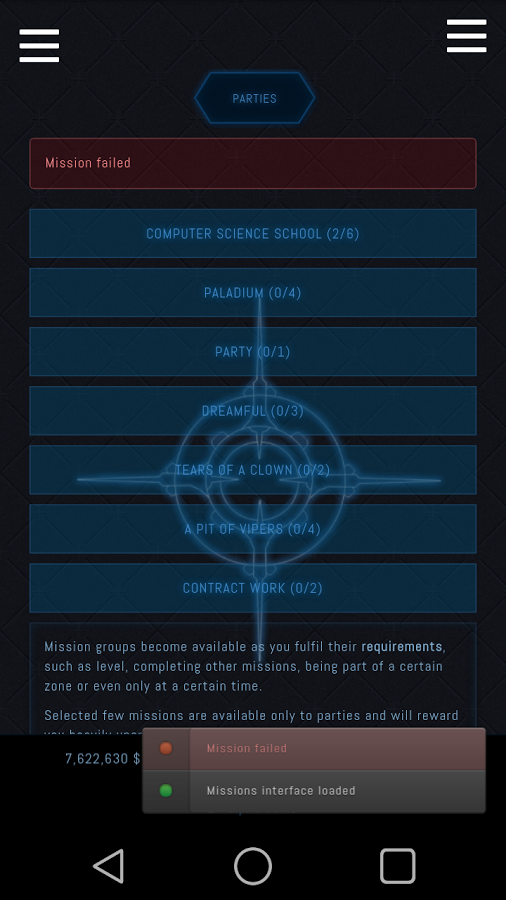 PARTIES
Mission failed
COMPUTER SCIENCE SCHOOL (2/6)
PALADIUM (0/4)
PARTY (0/1)
DREAMFUL (0/3)
TEARS OF A CLOWN (0/2)
A PIT OF VIPERS (0/4)
CONTRACT WORK (0/2)
Mission groups become available as you fulfil their requirements,
such as level, completing other missions, being part of a certain
zone or even only at a certain time.
Selected few missions are available only to parties and will reward
7,622,630 $
Mission failed
Missions interface loaded